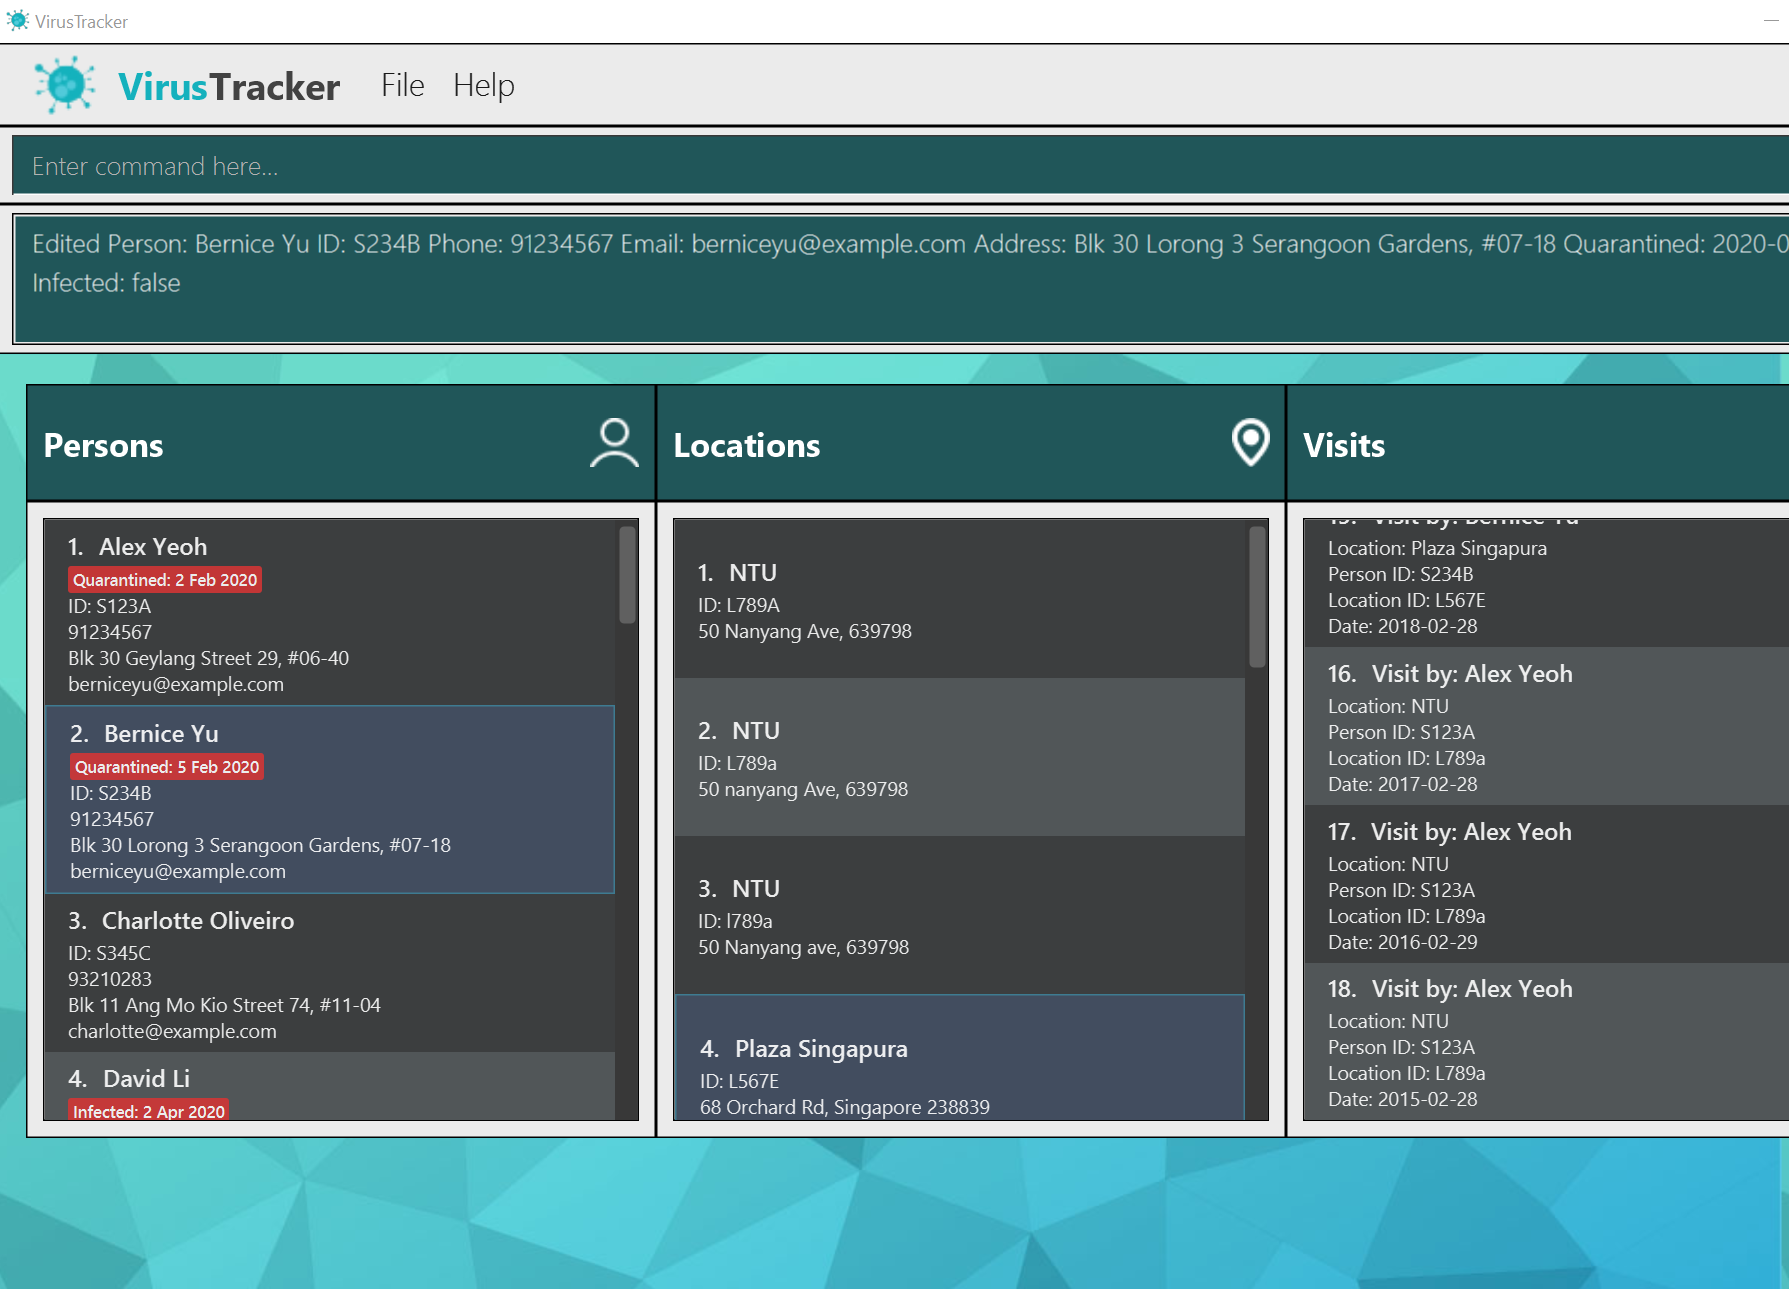 VirusTracker
VirusTracker File Help
Enter command here...
Edited Person: Bernice Yu ID: S234B Phone: 91234567 Email: berniceyu@example.com Address: Blk 30 Lorong 3 Serangoon Gardens, #07-18 Quarantined: 2020-0
Infected: false
Persons
1. Alex Yeoh
Quarantined: 2 Feb 2020
ID: S123A
91234567
Blk 30 Geylang Street 29, #06-40
berniceyu@example.com
2. Bernice Yu
Quarantined: 5 Feb 2020
ID: S234B
91234567
Blk 30 Lorong 3 Serangoon Gardens, #07-18
berniceyu@example.com
3. Charlotte Oliveiro
ID: S345C
93210283
Blk 11 Ang Mo Kio Street 74, #11-04
charlotte@example.com
4. David Li
Infected: 2 Apr 2020
Locations
1. NTU
ID: L789A
50 Nanyang Ave, 639798
2. NTU
ID: L789a
50 nanyang Ave, 639798
3. NTU
ID: l789a
50 Nanyang ave, 639798
4. Plaza Singapura
ID: L567E
68 Orchard Rd, Singapore 238839
Visits
15. Visit by: Bernice Yu
Location: Plaza Singapura
Person ID: S234B
Location ID: L567E
Date: 2018-02-28
16. Visit by: Alex Yeoh
Location: NTU
Person ID: S123A
Location ID: L789a
Date: 2017-02-28
17. Visit by: Alex Yeoh
Location: NTU
Person ID: S123A
Location ID: L789a
Date: 2016-02-29
18. Visit by: Alex Yeoh
Location: NTU
Person ID: S123A
Location ID: L789a
Date: 2015-02-28